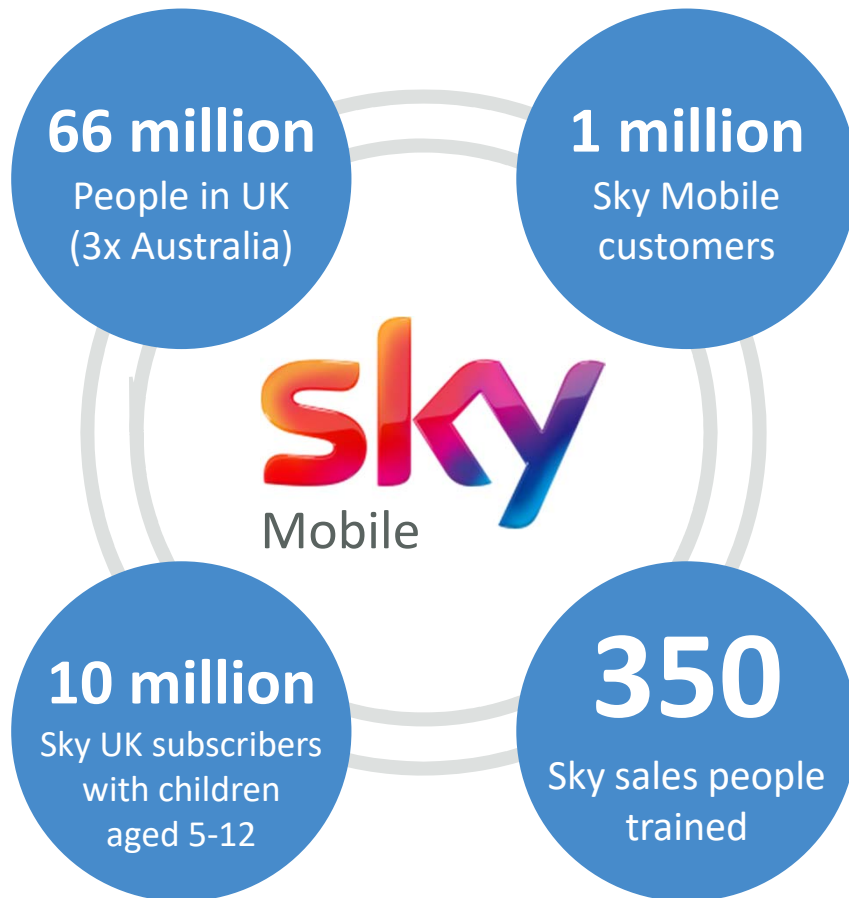 66 million
People in UK
(3x Australia)
1 million
Sky Mobile
customers
sky
Mobile
10 million
Sky UK subscribers
with children
aged 5-12
350
Sky sales people
trained